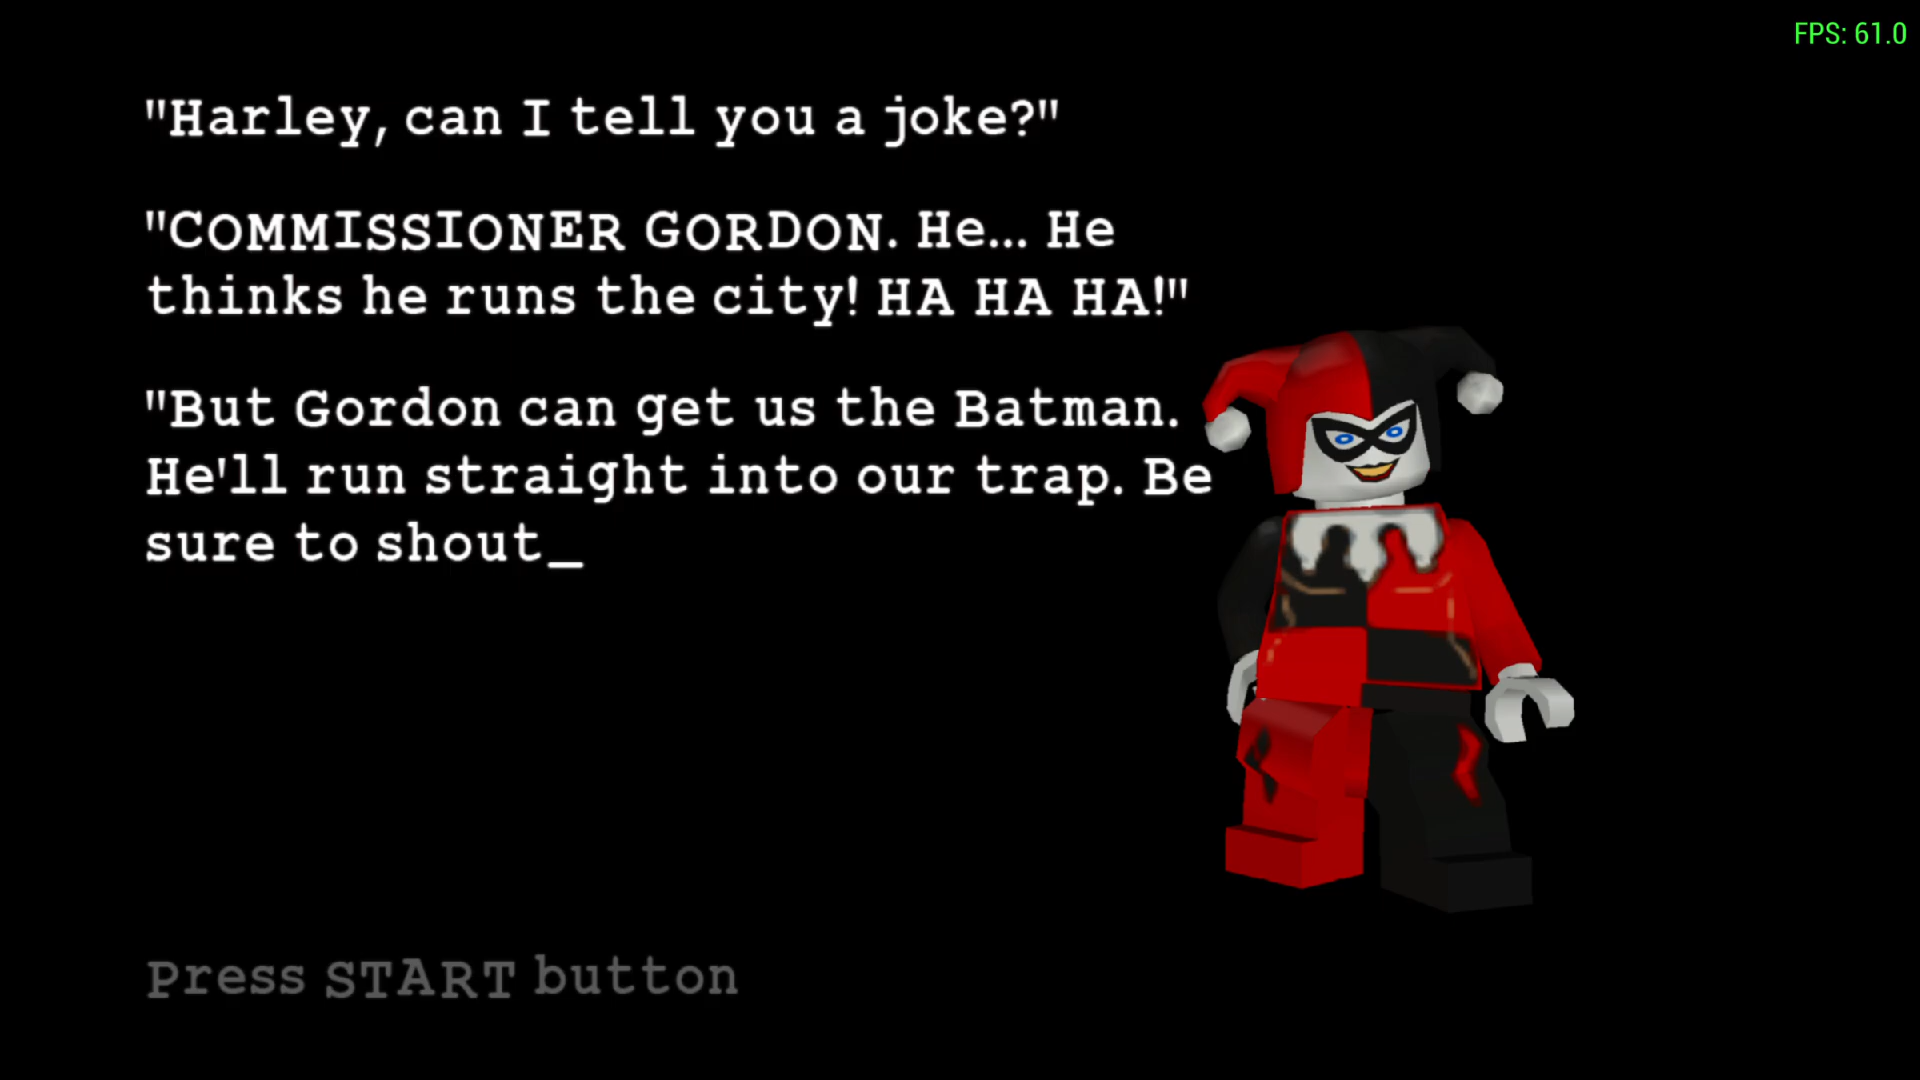 FPS: 61.0
"Harley, can I tell you a joke?"
"COMMISSIONER GORDON. He... He
thinks he runs the city! HA HA HA!"
"But Gordon can get us the Batman.
He'll run straight into our trap. Be
sure to shout_
Press START button